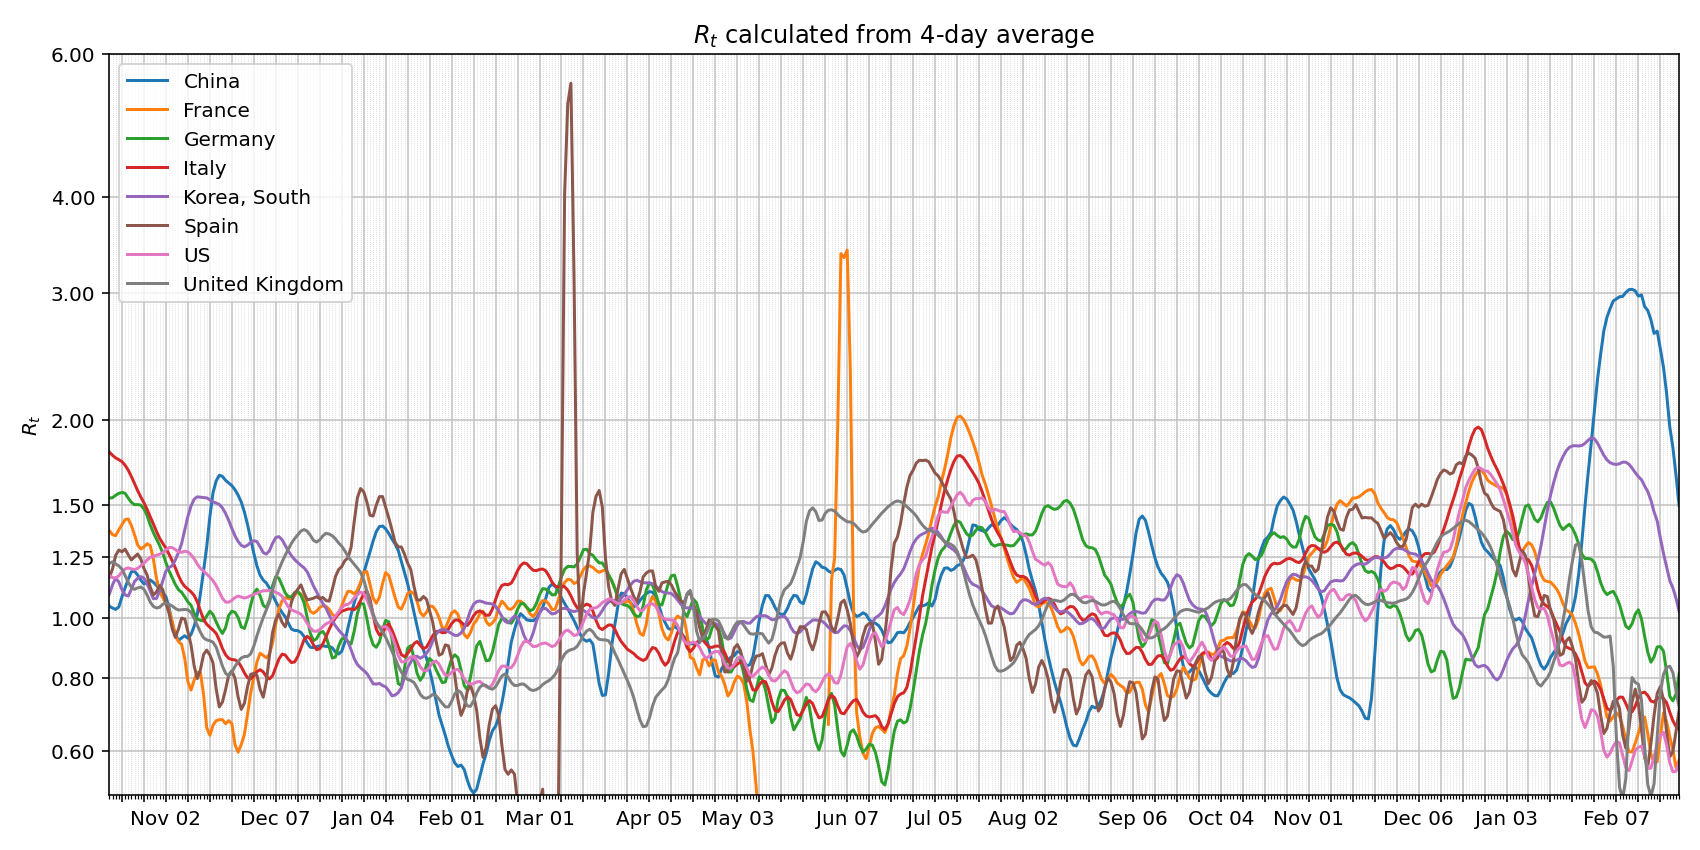 R_t calculated from 4-day average
6.00
4.00
3.00
2.00
1.50
1.25
1.00
0.80
0.60
R_t
China
France
Germany
Italy
Korea, South
Spain
US
United Kingdom
Nov 02 Dec 07 Jan 04 Feb 01 Mar 01 Apr 05 May 03 Jun 07 Jul 05 Aug 02 Sep 06 Oct 04 Nov 01 Dec 06 Jan 03 Feb 07